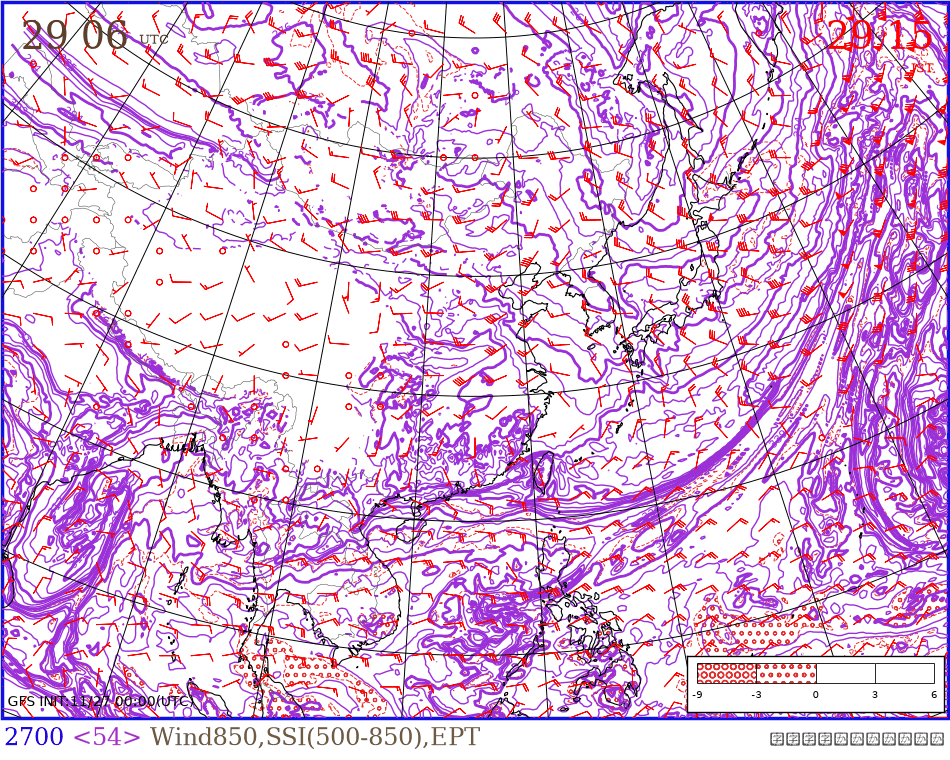 29 06 UTC
29.15
JST
GFS INIT:11/27 00:00(UTC)
-9 -3 0 3 6
2700 <54> Wind850,SSI(500-850),EPT